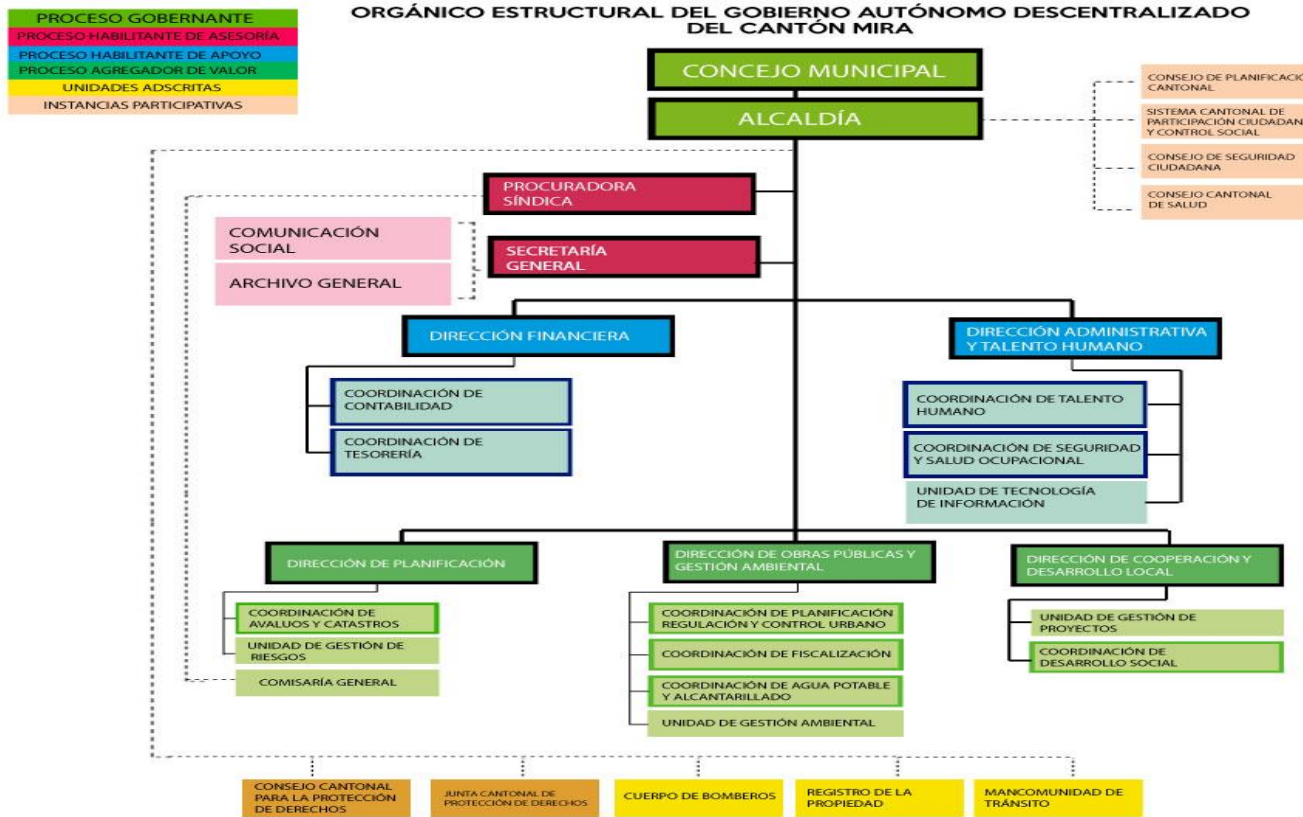 PROCESO GOBERNANTE
PROCESO HABILITANTE DE ASESORÍA
PROCESO HABILITANTE DE APOYO
PROCESO AGREGADOR DE VALOR
UNIDADES ADSCRITAS
INSTANCIAS PARTICIPATIVAS
ORGÁNICO ESTRUCTURAL DEL GOBIERNO AUTÓNOMO DESCENTRALIZADO
DEL CANTÓN MIRA
CONCEJO MUNICIPAL
ALCALDÍA
CONSEJO DE PLANIFICACIÓ
CANTONAL
SISTEMA CANTONAL DE
PARTICIPACIÓN CIUDADAN
Y CONTROL SOCIAL
CONSEJO DE SEGURIDAD
CIUDADANA
CONSEJO CANTONAL
DE SALUD
PROCURADORA
SÍNDICA
COMUNICACIÓN
SOCIAL
ARCHIVO GENERAL
SECRETARÍA
GENERAL
DIRECCIÓN FINANCIERA
DIRECCIÓN ADMINISTRATIVA
Y TALENTO HUMANO
COORDINACIÓN DE
CONTABILIDAD
COORDINACIÓN DE
TESORERÍA
COORDINACIÓN DE TALENTO
HUMANO
COORDINACIÓN DE SEGURIDAD
Y SALUD OCUPACIONAL
UNIDAD DE TECNOLOGÍA
DE INFORMACIÓN
DIRECCIÓN DE PLANIFICACIÓN
DIRECCIÓN DE OBRAS PÚBLICAS Y
GESTIÓN AMBIENTAL
DIRECCIÓN DE COOPERACIÓN Y
DESARROLLO LOCAL
COORDINACIÓN DE
AVALUOS Y CATASTROS
UNIDAD DE GESTIÓN DE
RIESGOS
COMISARÍA GENERAL
COORDINACIÓN DE PLANIFICACIÓN
REGULACIÓN Y CONTROL URBANO
COORDINACIÓN DE FISCALIZACIÓN
COORDINACIÓN DE AGUA POTABLE
Y ALCANTARILLADO
UNIDAD DE GESTIÓN AMBIENTAL
UNIDAD DE GESTIÓN DE
PROYECTOS
COORDINACIÓN DE
DESARROLLO SOCIAL
CONSEJO CANTONAL
PARA LA PROTECCIÓN
DE DERECHOS
JUNTA CANTONAL DE
PROTECCIÓN DE DERECHOS
CUERPO DE BOMBEROS
REGISTRO DE LA
PROPIEDAD
MANCOMUNIDAD DE
TRÁNSITO